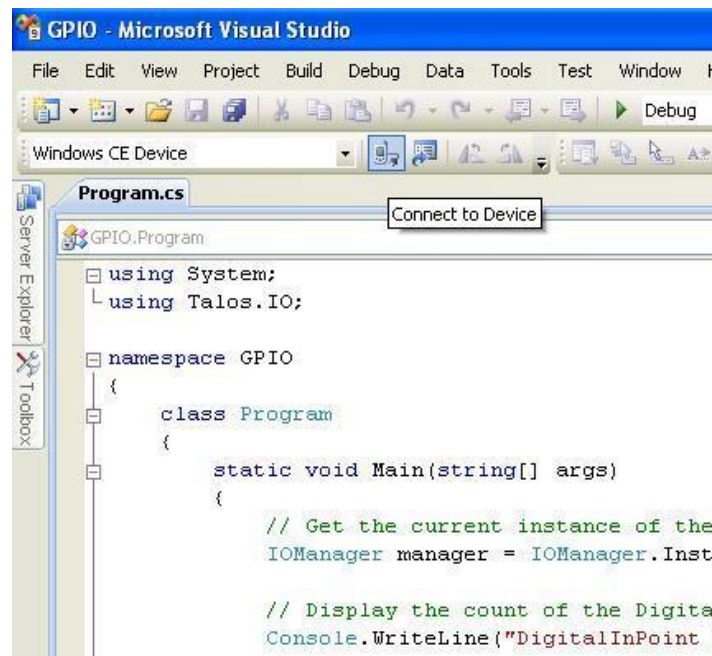 GPIO - Microsoft Visual Studio
File Edit View Project Build Debug Data Tools Test Window
Debug
Windows CE Device
Program.cs
Connect to Device
GPIO.Program
Server Explorer
Toolbox
using System;
using Talos.IO;
namespace GPIO
{
class Program
{
static void Main(string[] args)
{
// Get the current instance of the
IOManager manager = IOManager.Inst
// Display the count of the Digita
Console.WriteLine("DigitalInPoint